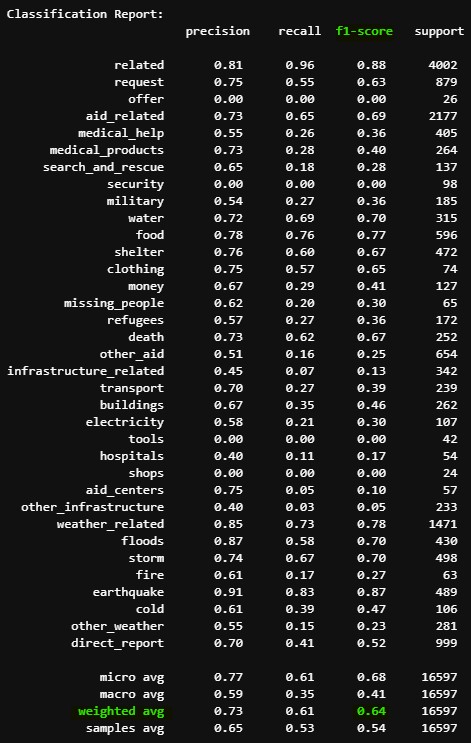 Classification Report:
precision recall f1-score support
related 0.81 0.96 0.88 4002
request 0.75 0.55 0.63 879
offer 0.00 0.00 0.00 26
aid_related 0.73 0.65 0.69 2177
medical_help 0.55 0.26 0.36 405
medical_products 0.73 0.28 0.40 264
search_and_rescue 0.65 0.18 0.28 137
security 0.00 0.00 0.00 98
military 0.54 0.27 0.36 185
water 0.72 0.69 0.70 315
food 0.78 0.76 0.77 596
shelter 0.76 0.60 0.67 472
clothing 0.75 0.57 0.65 74
money 0.67 0.29 0.41 127
missing_people 0.62 0.20 0.30 65
refugees 0.57 0.27 0.36 172
death 0.73 0.62 0.67 252
other_aid 0.51 0.16 0.25 654
infrastructure_related 0.45 0.07 0.13 342
transport 0.70 0.27 0.39 239
buildings 0.67 0.35 0.46 262
electricity 0.58 0.21 0.30 107
tools 0.00 0.00 0.00 42
hospitals 0.40 0.11 0.17 54
shops 0.00 0.00 0.00 24
aid_centers 0.75 0.05 0.10 57
other_infrastructure 0.40 0.03 0.05 233
weather_related 0.85 0.73 0.78 1471
floods 0.87 0.58 0.70 430
storm 0.74 0.67 0.70 498
fire 0.61 0.17 0.27 63
earthquake 0.91 0.83 0.87 489
cold 0.61 0.39 0.47 106
other_weather 0.55 0.15 0.23 281
direct_report 0.70 0.41 0.52 999
micro avg 0.77 0.61 0.68 16597
macro avg 0.59 0.35 0.41 16597
weighted avg 0.73 0.61 0.64 16597
samples avg 0.65 0.53 0.54 16597